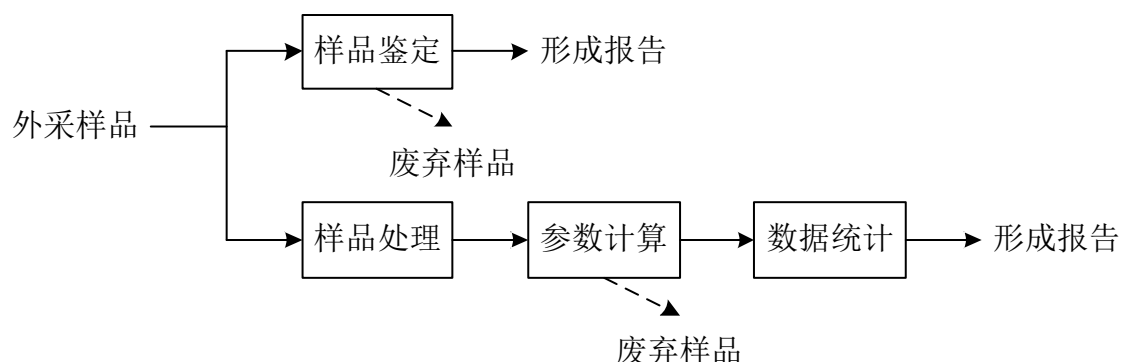 样品鉴定
形成报告
外采样品
废弃样品
样品处理
参数计算
数据统计
形成报告
废弃样品